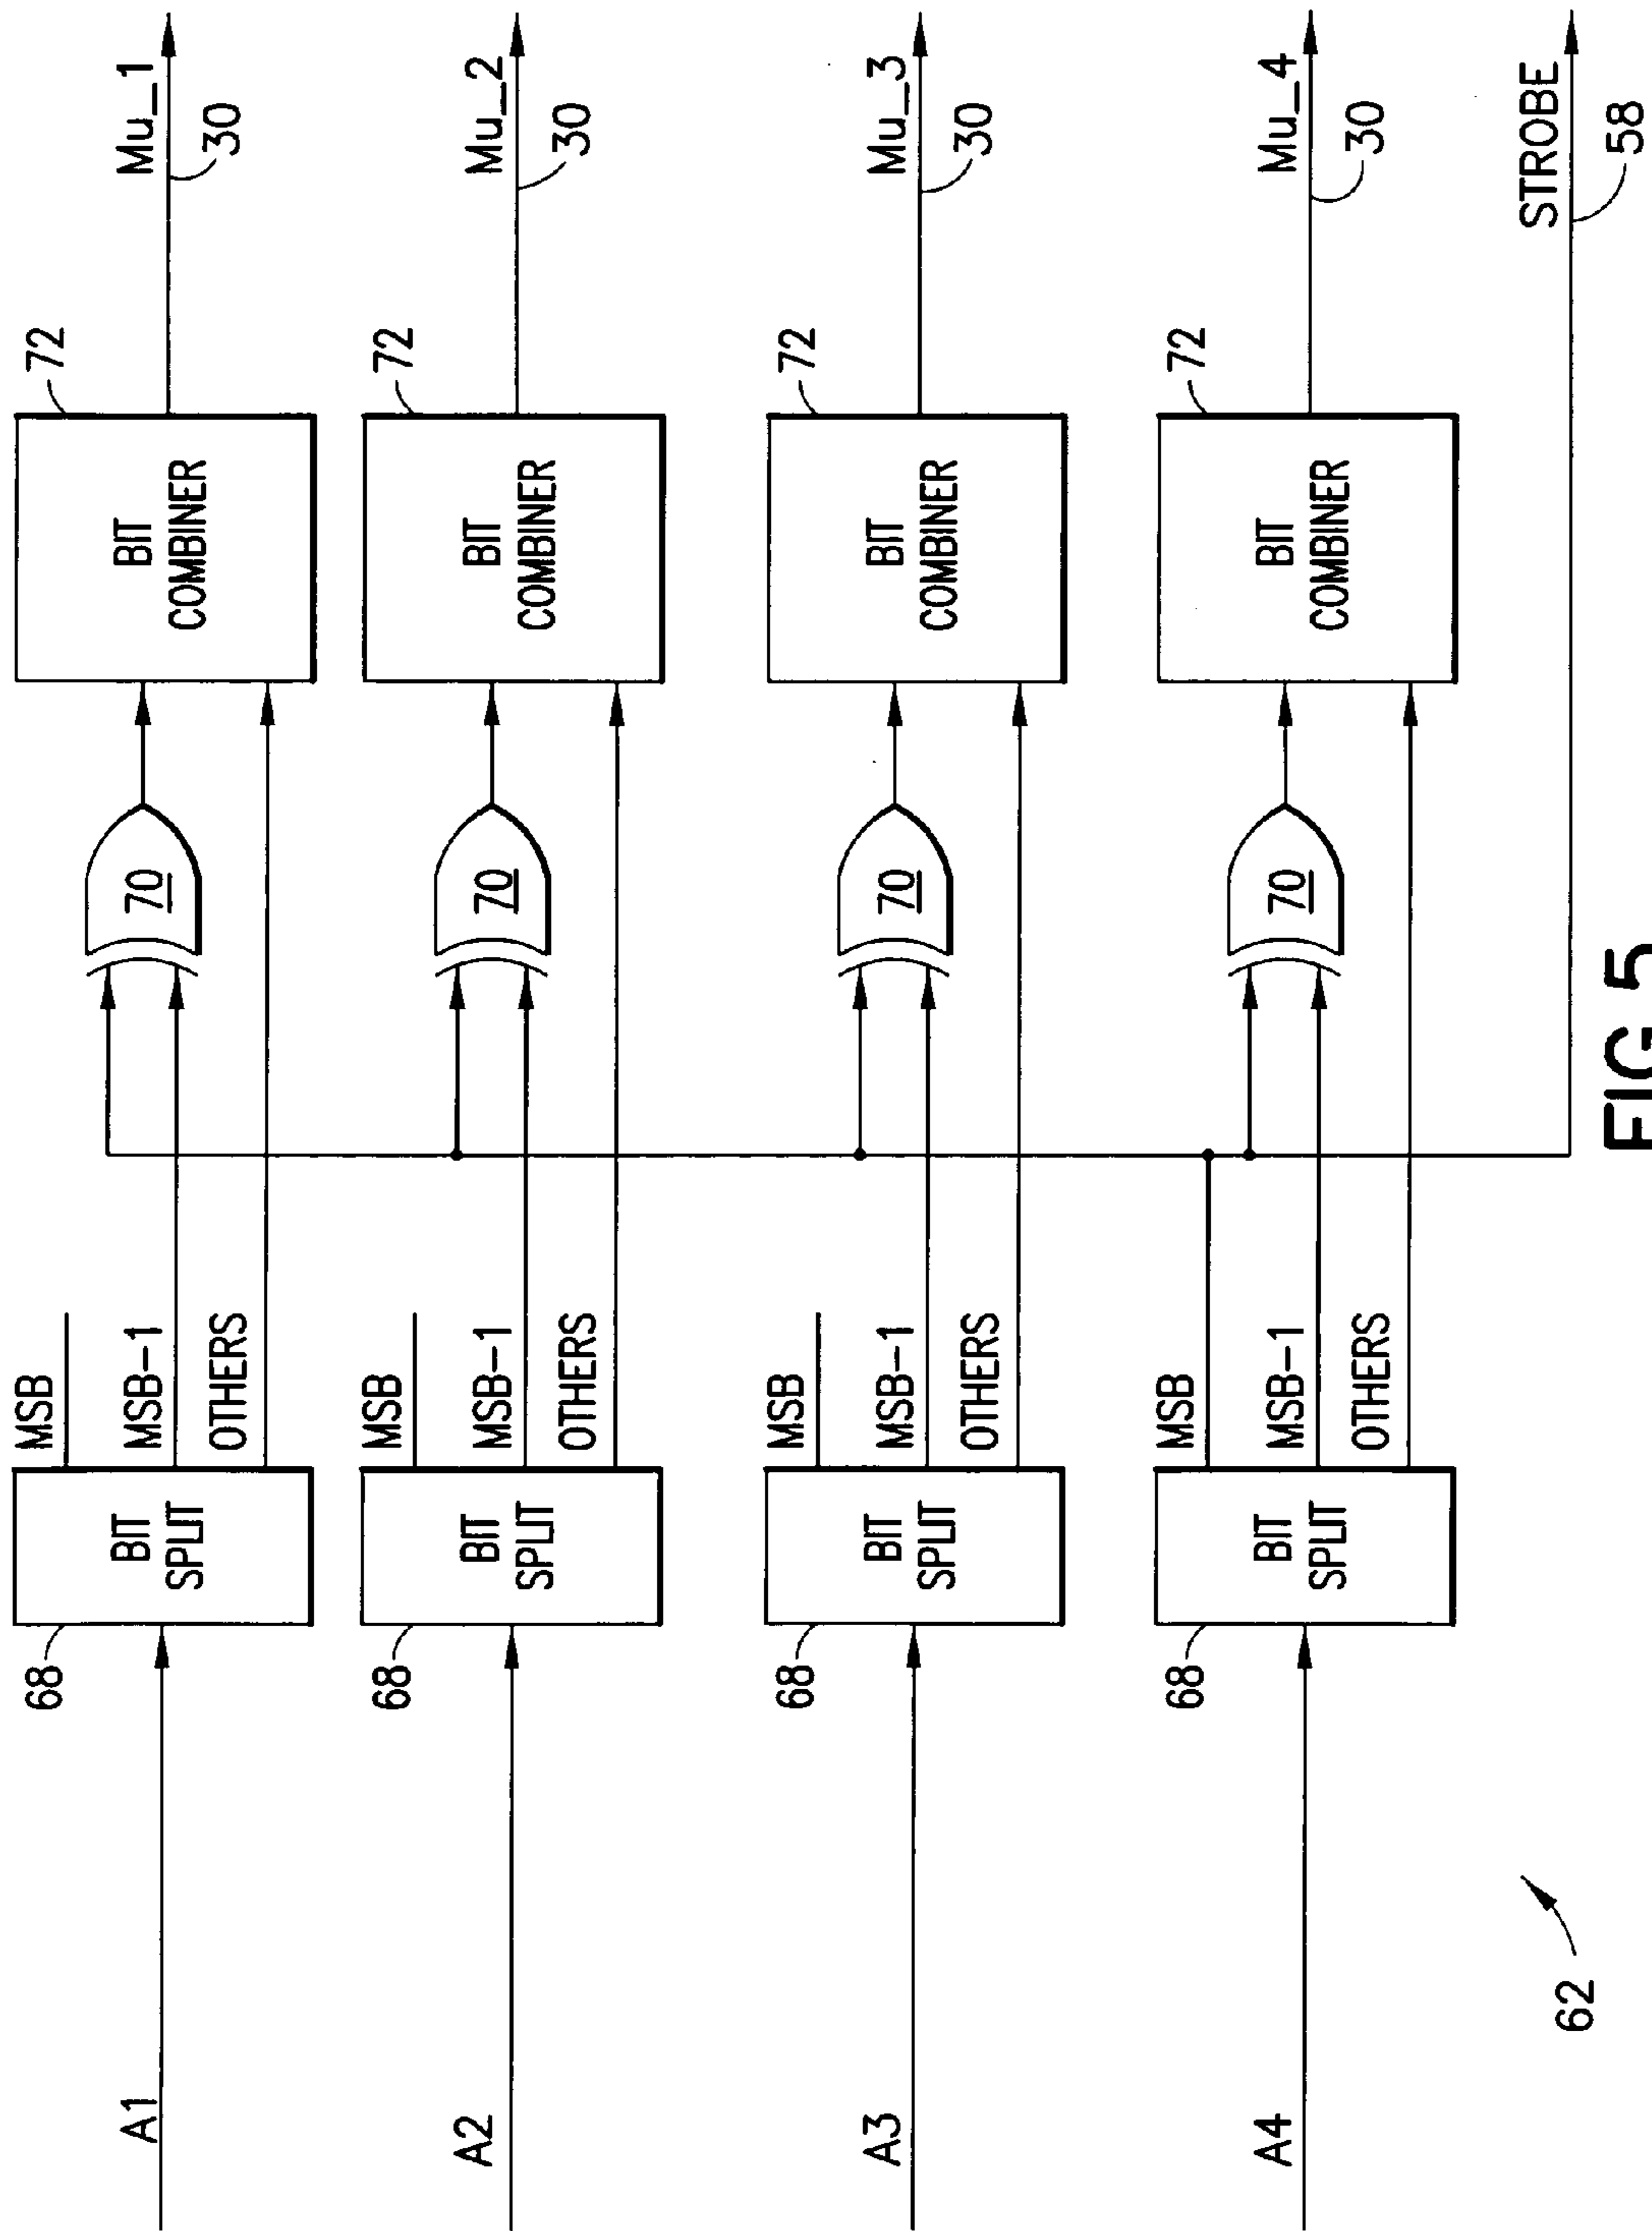 A1
68
BIT
SPLIT
MSB
MSB-1
OTHERS
70
72
BIT
COMBINER
Mu_1
30
A2
68
BIT
SPLIT
MSB
MSB-1
OTHERS
70
72
BIT
COMBINER
Mu_2
30
A3
68
BIT
SPLIT
MSB
MSB-1
OTHERS
70
72
BIT
COMBINER
Mu_3
30
A4
68
BIT
SPLIT
MSB
MSB-1
OTHERS
70
72
BIT
COMBINER
Mu_4
30
STROBE
58
62
FIG.5